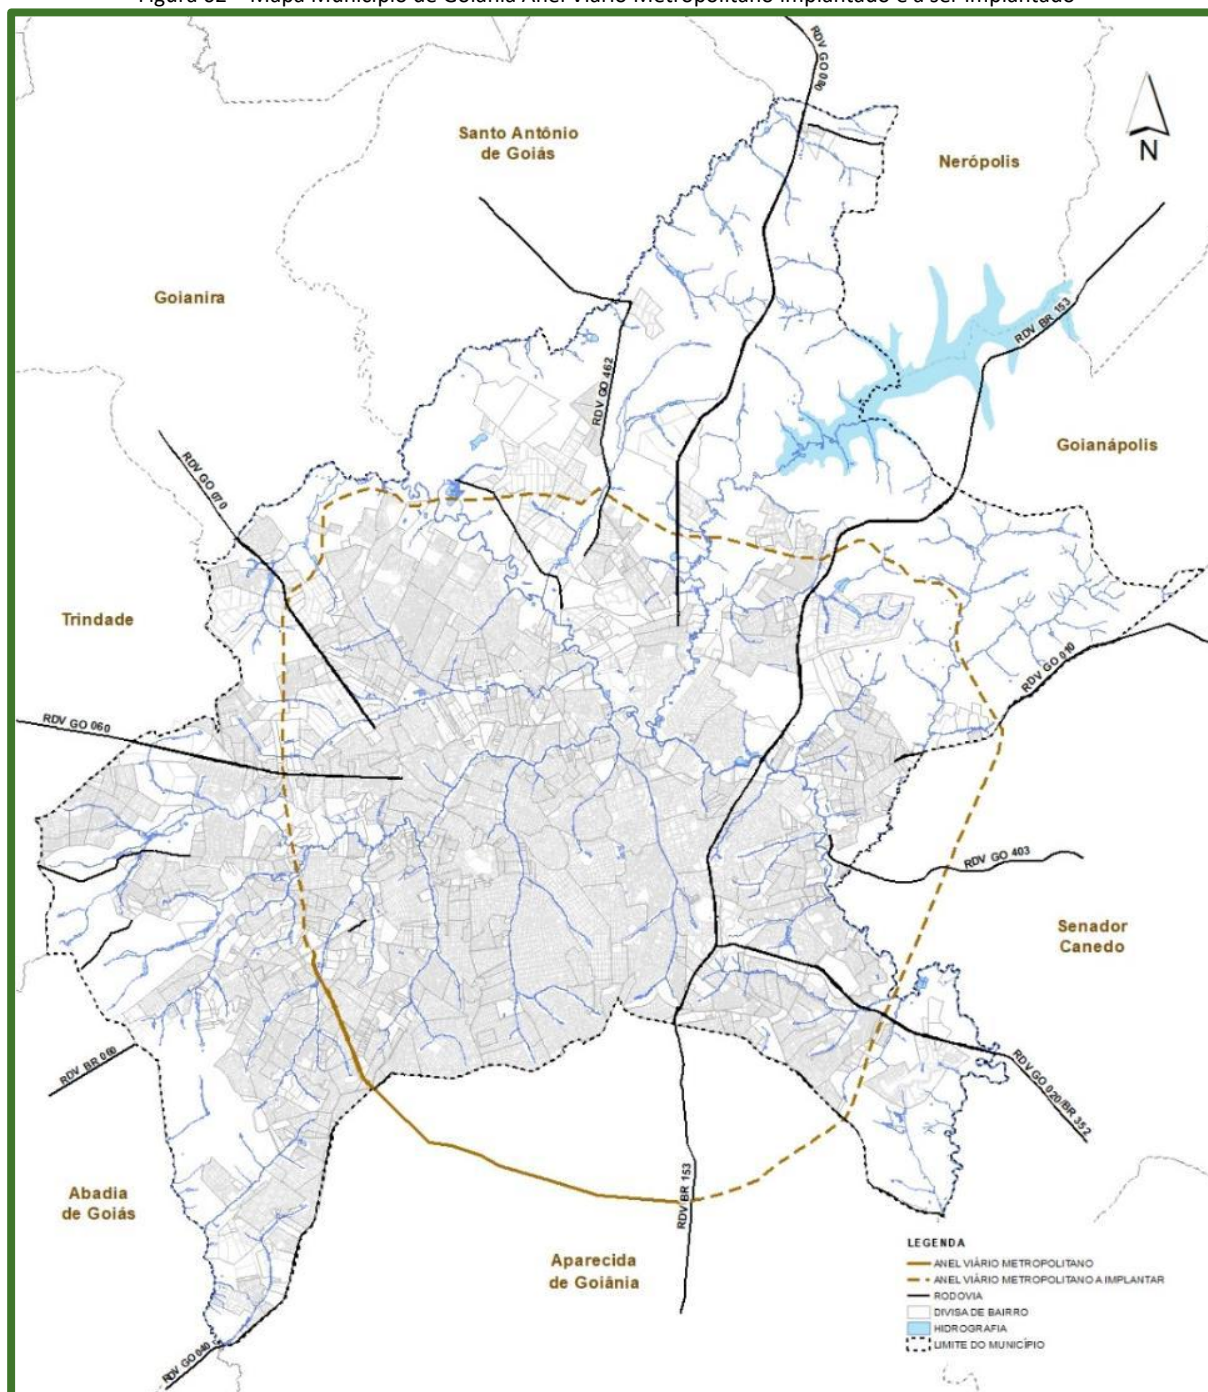 Figura 62 – Mapa Município de Goiânia Anel Viário Metropolitano implantado e a ser implantado
RDV GO 080
N
Santo Antônio
de Goiás
Nerópolis
Goianira
RDV BR 153
RDV GO 462
Goianápolis
RDV GO 070
Trindade
RDV GO 010
RDV GO 060
RDV GO 403
Senador
Canedo
RDV BR 060
RDV GO 020/BR 352
Abadia
de Goiás
RDV BR 153
Aparecida
de Goiânia
RDV GO 040
LEGENDA
ANEL VIÁRIO METROPOLITANO
ANEL VIÁRIO METROPOLITANO A IMPLANTAR
RODOVIA
DIVISA DE BAIRRO
HIDROGRAFIA
LIMITE DO MUNICÍPIO